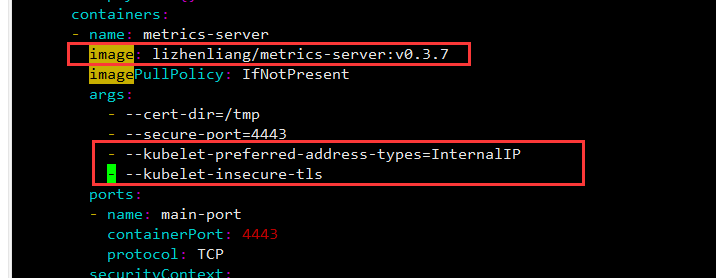 containers:
- name: metrics-server
image: lizhenliang/metrics-server:v0.3.7
imagePullPolicy: IfNotPresent
args:
- --cert-dir=/tmp
- --secure-port=4443
- --kubelet-preferred-address-types=InternalIP
- --kubelet-insecure-tls
ports:
- name: main-port
containerPort: 4443
protocol: TCP
securityContext: